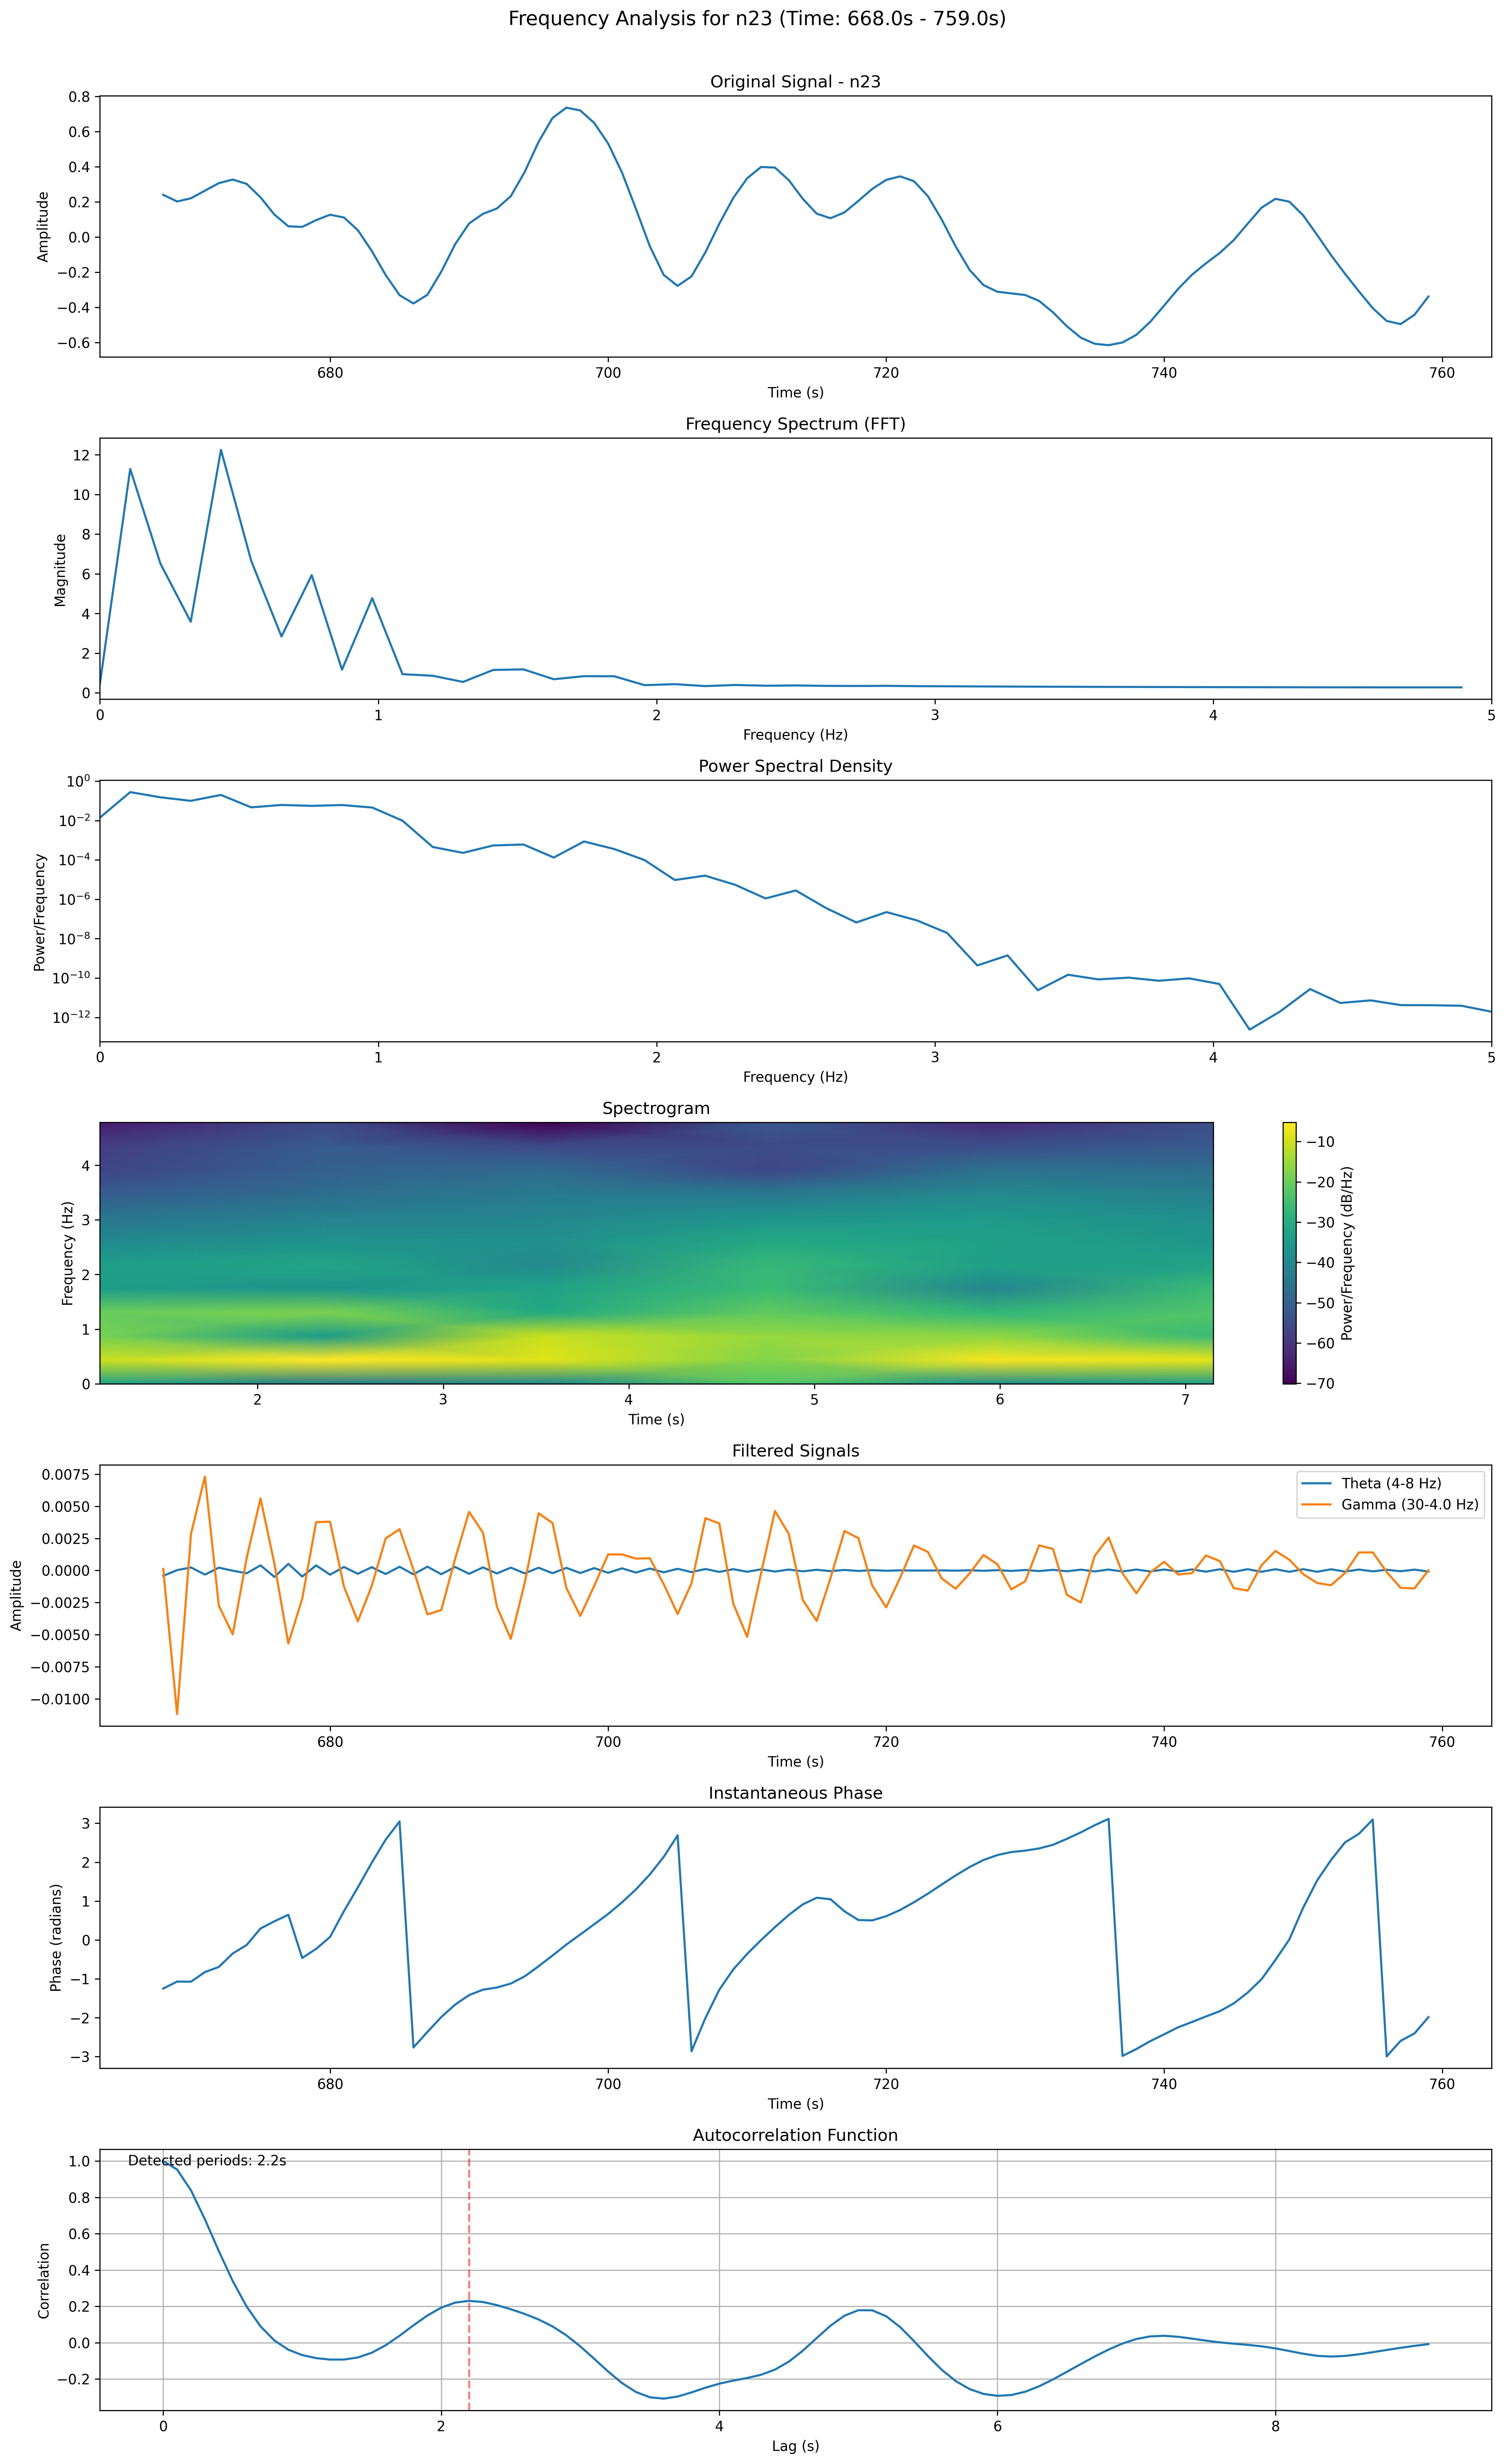 Frequency Analysis for n23 (Time: 668.0s - 759.0s)
Original Signal - n23
0.8
0.6
0.4
0.2
0.0
−0.2
−0.4
−0.6
Amplitude
680 700 720 740 760
Time (s)
Frequency Spectrum (FFT)
12
10
8
6
4
2
0
Magnitude
0 1 2 3 4 5
Frequency (Hz)
Power Spectral Density
10⁰
10⁻²
10⁻⁴
10⁻⁶
10⁻⁸
10⁻¹⁰
10⁻¹²
Power/Frequency
0 1 2 3 4 5
Frequency (Hz)
Spectrogram
4
3
2
1
0
Frequency (Hz)
2 3 4 5 6 7
Time (s)
−10
−20
−30
−40
−50
−60
−70
Power/Frequency (dB/Hz)
Filtered Signals
0.0075
0.0050
0.0025
0.0000
−0.0025
−0.0050
−0.0075
−0.0100
Amplitude
Theta (4-8 Hz)
Gamma (30-4.0 Hz)
680 700 720 740 760
Time (s)
Instantaneous Phase
3
2
1
0
−1
−2
−3
Phase (radians)
680 700 720 740 760
Time (s)
Autocorrelation Function
Detected periods: 2.2s
1.0
0.8
0.6
0.4
0.2
0.0
−0.2
Correlation
0 2 4 6 8
Lag (s)